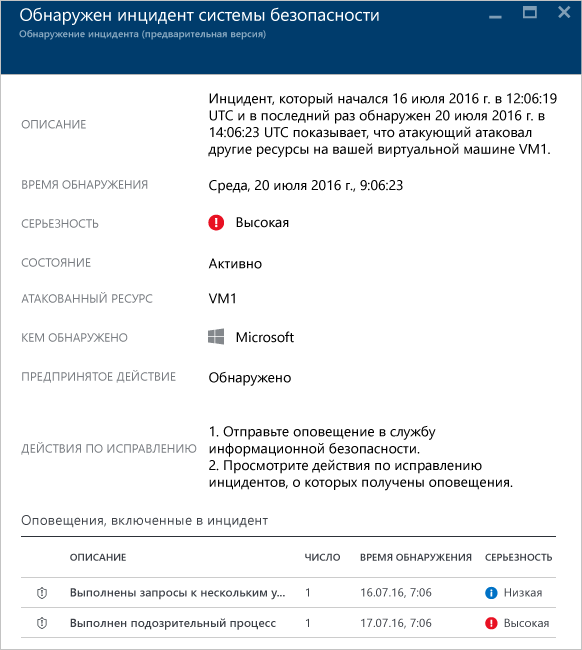 Обнаружен инцидент системы безопасности
Обнаружение инцидента (предварительная версия)
ОПИСАНИЕ
Инцидент, который начался 16 июля 2016 г. в 12:06:19
UTC и в последний раз обнаружен 20 июля 2016 г. в
14:06:23 UTC показывает, что атакующий атаковал
другие ресурсы на вашей виртуальной машине VM1.
ВРЕМЯ ОБНАРУЖЕНИЯ Среда, 20 июля 2016 г., 9:06:23
СЕРЬЕЗНОСТЬ Высокая
СОСТОЯНИЕ Активно
АТАКОВАННЫЙ РЕСУРС VM1
КЕМ ОБНАРУЖЕНО Microsoft
ПРЕДПРИНЯТОЕ ДЕЙСТВИЕ Обнаружено
ДЕЙСТВИЯ ПО ИСПРАВЛЕНИЮ
1. Отправьте оповещение в службу
информационной безопасности.
2. Просмотрите действия по исправлению
инцидентов, о которых получены оповещения.
Оповещения, включенные в инцидент
ОПИСАНИЕ ЧИСЛО ВРЕМЯ ОБНАРУЖЕНИЯ СЕРЬЕЗНОСТЬ
Выполнены запросы к нескольким у... 1 16.07.16, 7:06 Низкая
Выполнен подозрительный процесс 1 17.07.16, 7:06 Высокая